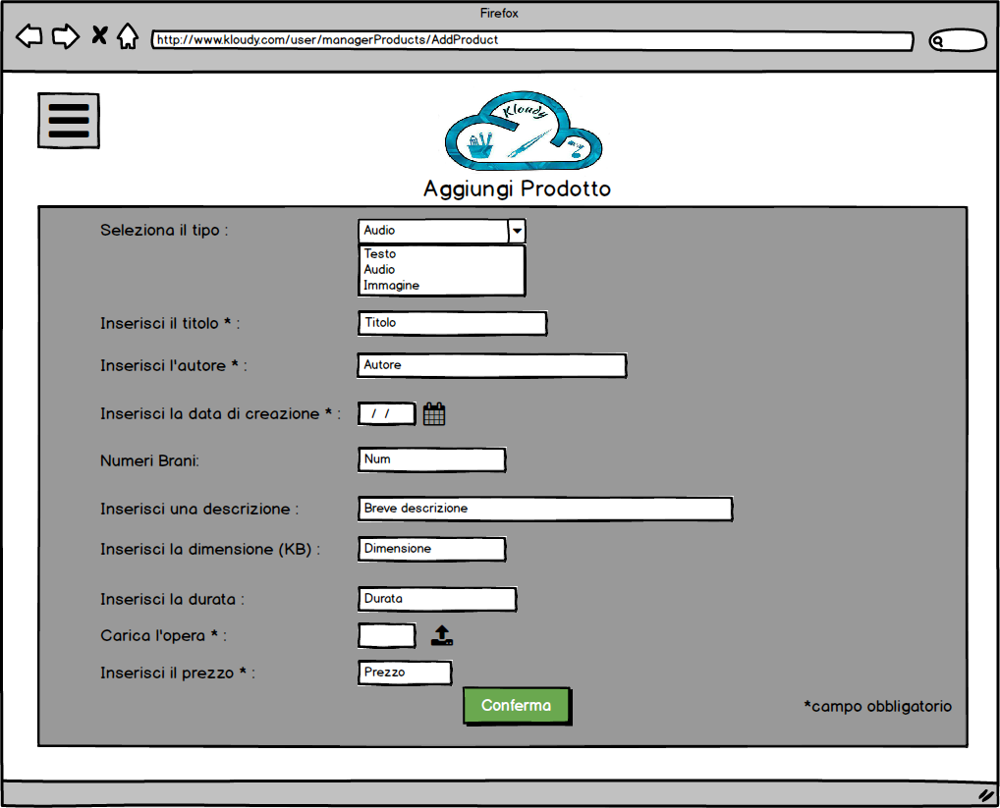 Firefox
http://www.kloudy.com/user/managerProducts/AddProduct
Kloudy
Aggiungi Prodotto
Seleziona il tipo :
Audio
Testo
Audio
Immagine
Inserisci il titolo * :
Titolo
Inserisci l'autore * :
Autore
Inserisci la data di creazione * :
/ /
Numeri Brani:
Num
Inserisci una descrizione :
Breve descrizione
Inserisci la dimensione (KB) :
Dimensione
Inserisci la durata :
Durata
Carica l'opera * :
Inserisci il prezzo * :
Prezzo
Conferma
*campo obbligatorio